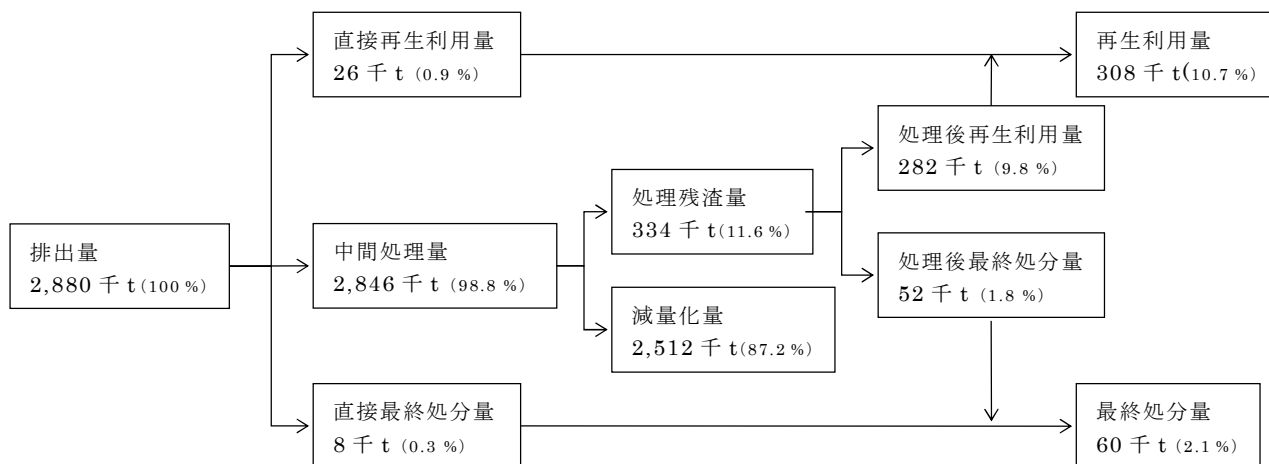 直接再生利用量
26 千 t (0.9 %)
再生利用量
308 千 t(10.7 %)
処理後再生利用量
282 千 t (9.8 %)
処理残渣量
334 千 t(11.6 %)
排出量
2,880 千 t(100 %)
中間処理量
2,846 千 t (98.8 %)
処理後最終処分量
52 千 t (1.8 %)
減量化量
2,512 千 t(87.2 %)
直接最終処分量
8 千 t (0.3 %)
最終処分量
60 千 t (2.1 %)